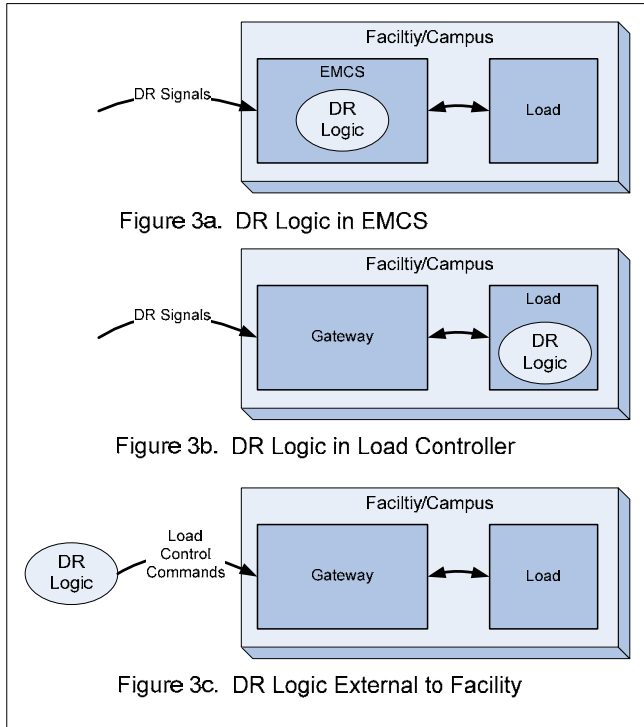 Faciltiy/Campus
EMCS
DR Signals
DR
Logic
Load
Figure 3a. DR Logic in EMCS
Faciltiy/Campus
DR Signals
Gateway
Load
DR
Logic
Figure 3b. DR Logic in Load Controller
Faciltiy/Campus
DR
Logic
Load
Control
Commands
Gateway
Load
Figure 3c. DR Logic External to Facility